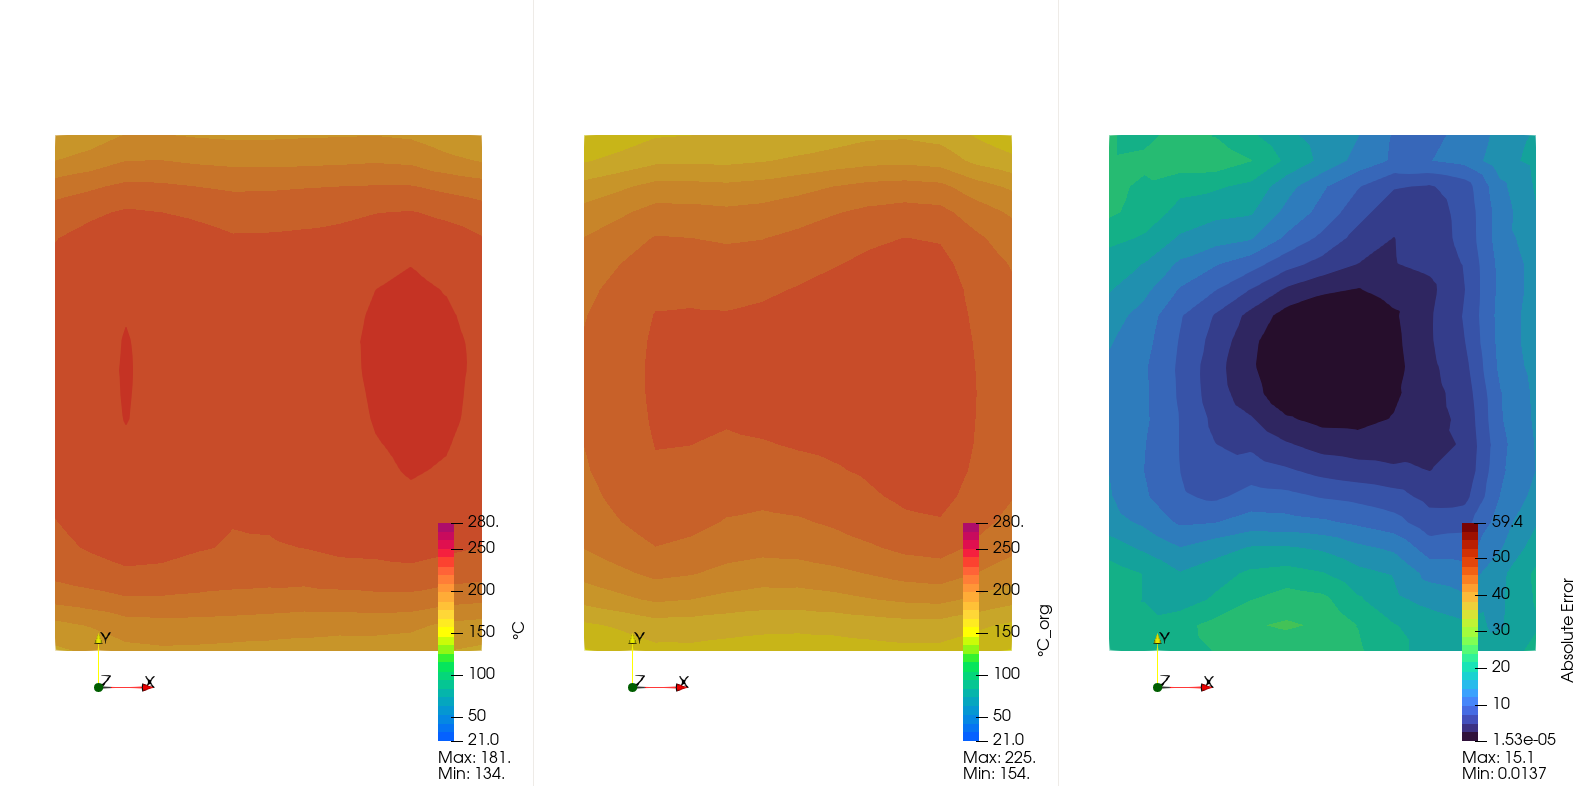 280.
250
200
150
100
50
21.0
°C
Max: 181.
Min: 134.
Y
Z
X
280.
250
200
150
100
50
21.0
°C_org
Max: 225.
Min: 154.
Y
Z
X
59.4
50
40
30
20
10
1.53e-05
Absolute Error
Max: 15.1
Min: 0.0137
Y
Z
X